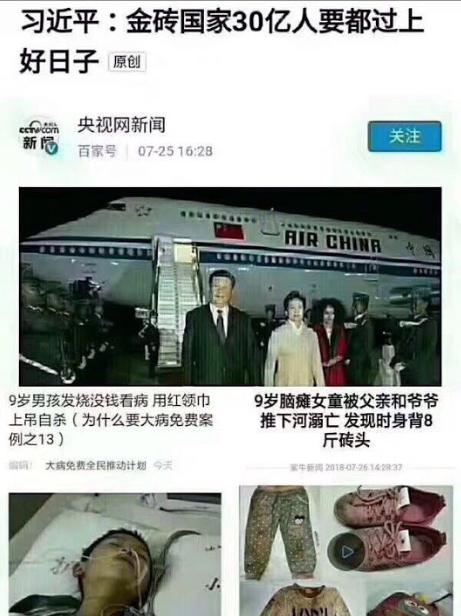 习近平：金砖国家30亿人要都过上
好日子 原创
CCTV.com
新闻
央视网新闻
百家号 07-25 16:28
关注
AIR CHINA
9岁男孩发烧没钱看病 用红领巾
上吊自杀（为什么要大病免费案
例之13）
编辑: 大病免费全民推动计划 今天
9岁脑瘫女童被父亲和爷爷
推下河溺亡 发现时身背8
斤砖头
紫牛新闻 2018-07-26 14:28:37